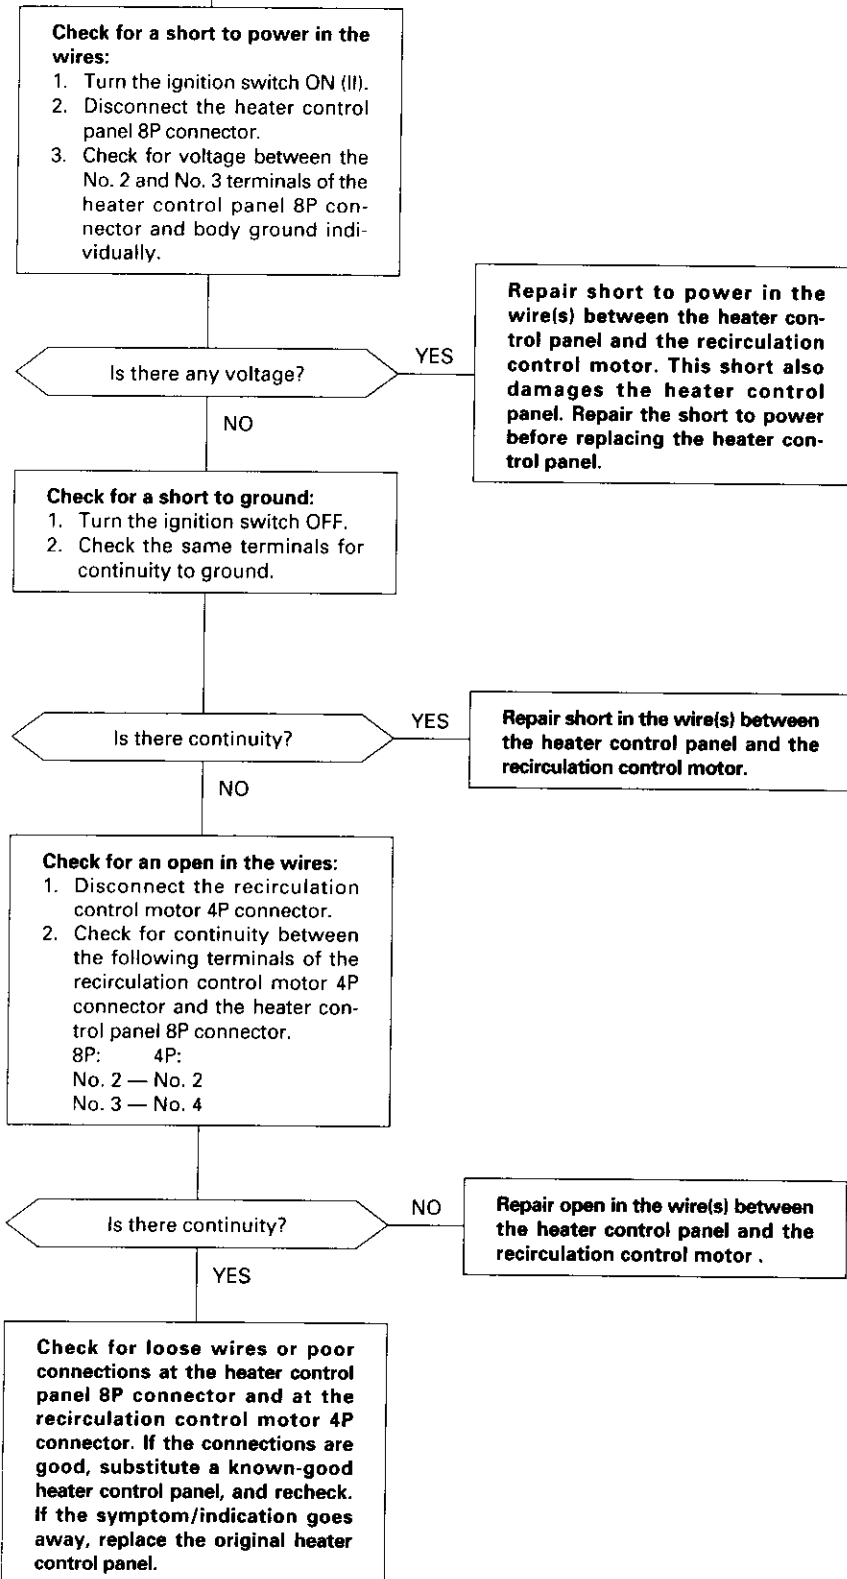 Check for a short to power in the
wires:
1. Turn the ignition switch ON (II).
2. Disconnect the heater control
panel 8P connector.
3. Check for voltage between the
No. 2 and No. 3 terminals of the
heater control panel 8P con-
nector and body ground indi-
vidually.
Is there any voltage?
YES
Repair short to power in the
wire(s) between the heater con-
trol panel and the recirculation
control motor. This short also
damages the heater control
panel. Repair the short to power
before replacing the heater con-
trol panel.
NO
Check for a short to ground:
1. Turn the ignition switch OFF.
2. Check the same terminals for
continuity to ground.
Is there continuity?
YES
Repair short in the wire(s) between
the heater control panel and the
recirculation control motor.
NO
Check for an open in the wires:
1. Disconnect the recirculation
control motor 4P connector.
2. Check for continuity between
the following terminals of the
recirculation control motor 4P
connector and the heater con-
trol panel 8P connector.
8P: 4P:
No. 2 — No. 2
No. 3 — No. 4
Is there continuity?
NO
Repair open in the wire(s) between
the heater control panel and the
recirculation control motor .
YES
Check for loose wires or poor
connections at the heater control
panel 8P connector and at the
recirculation control motor 4P
connector. If the connections are
good, substitute a known-good
heater control panel, and recheck.
If the symptom/indication goes
away, replace the original heater
control panel.